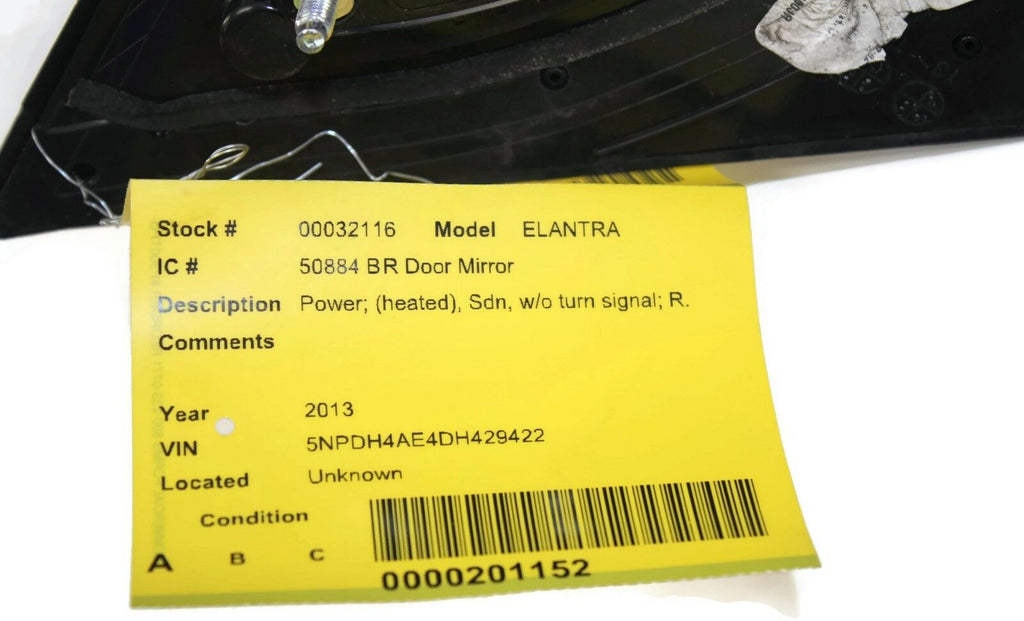 Stock # 00032116 Model ELANTRA
IC # 50884 BR Door Mirror
Description Power; (heated), Sdn, w/o turn signal; R.
Comments
Year 2013
VIN 5NPDH4AE4DH429422
Located Unknown
Condition
A B C
0000201152